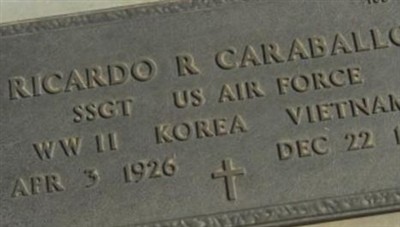 RICARDO R CARABALLO
SSGT US AIR FORCE
WW II KOREA VIETNAM
APR 3 1926 DEC 22